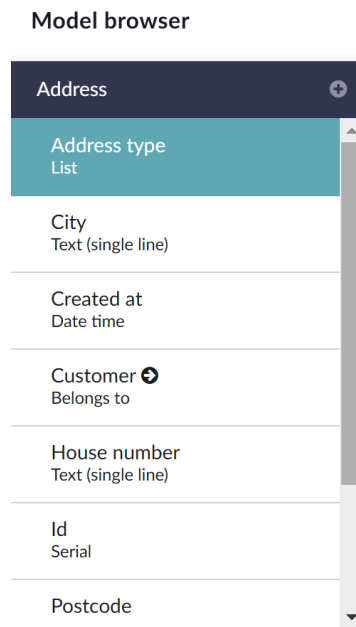 Model browser
Address
Address type
List
City
Text (single line)
Created at
Date time
Customer
Belongs to
House number
Text (single line)
Id
Serial
Postcode